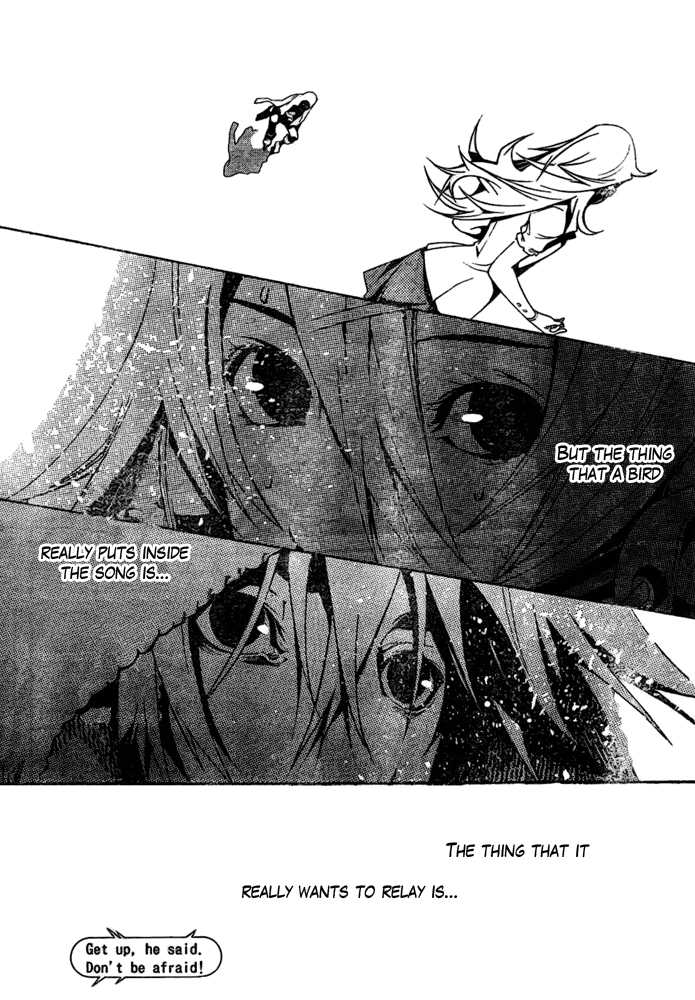 BUT THE THING
THAT A BIRD
REALLY PUTS INSIDE
THE SONG IS...
THE THING THAT IT
REALLY WANTS TO RELAY IS...
Get up, he said.
Don't be afraid!